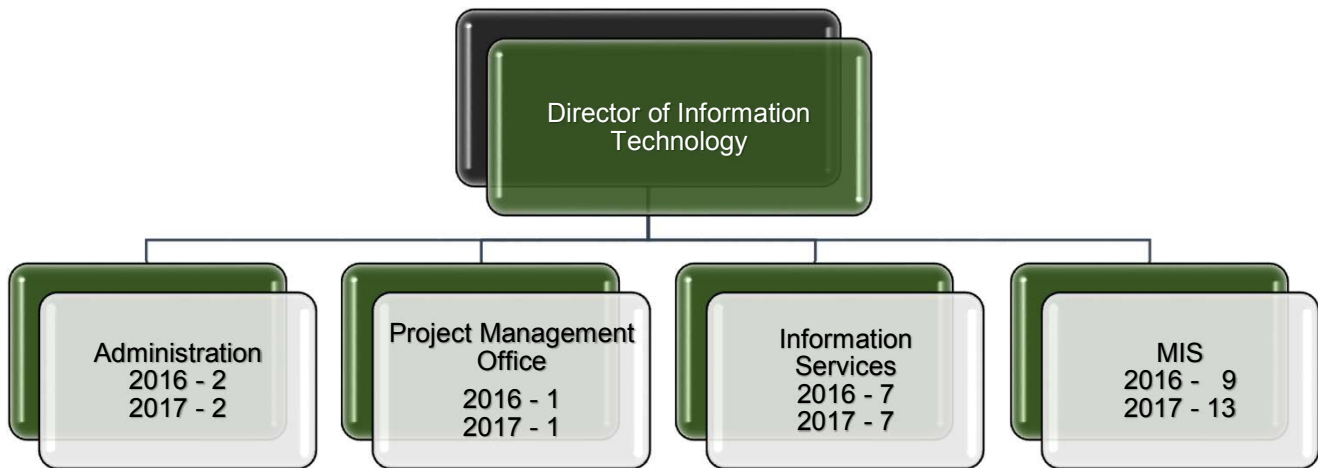 Director of Information
Technology
Administration
2016 - 2
2017 - 2
Project Management
Office
2016 - 1
2017 - 1
Information
Services
2016 - 7
2017 - 7
MIS
2016 -   9
2017 - 13